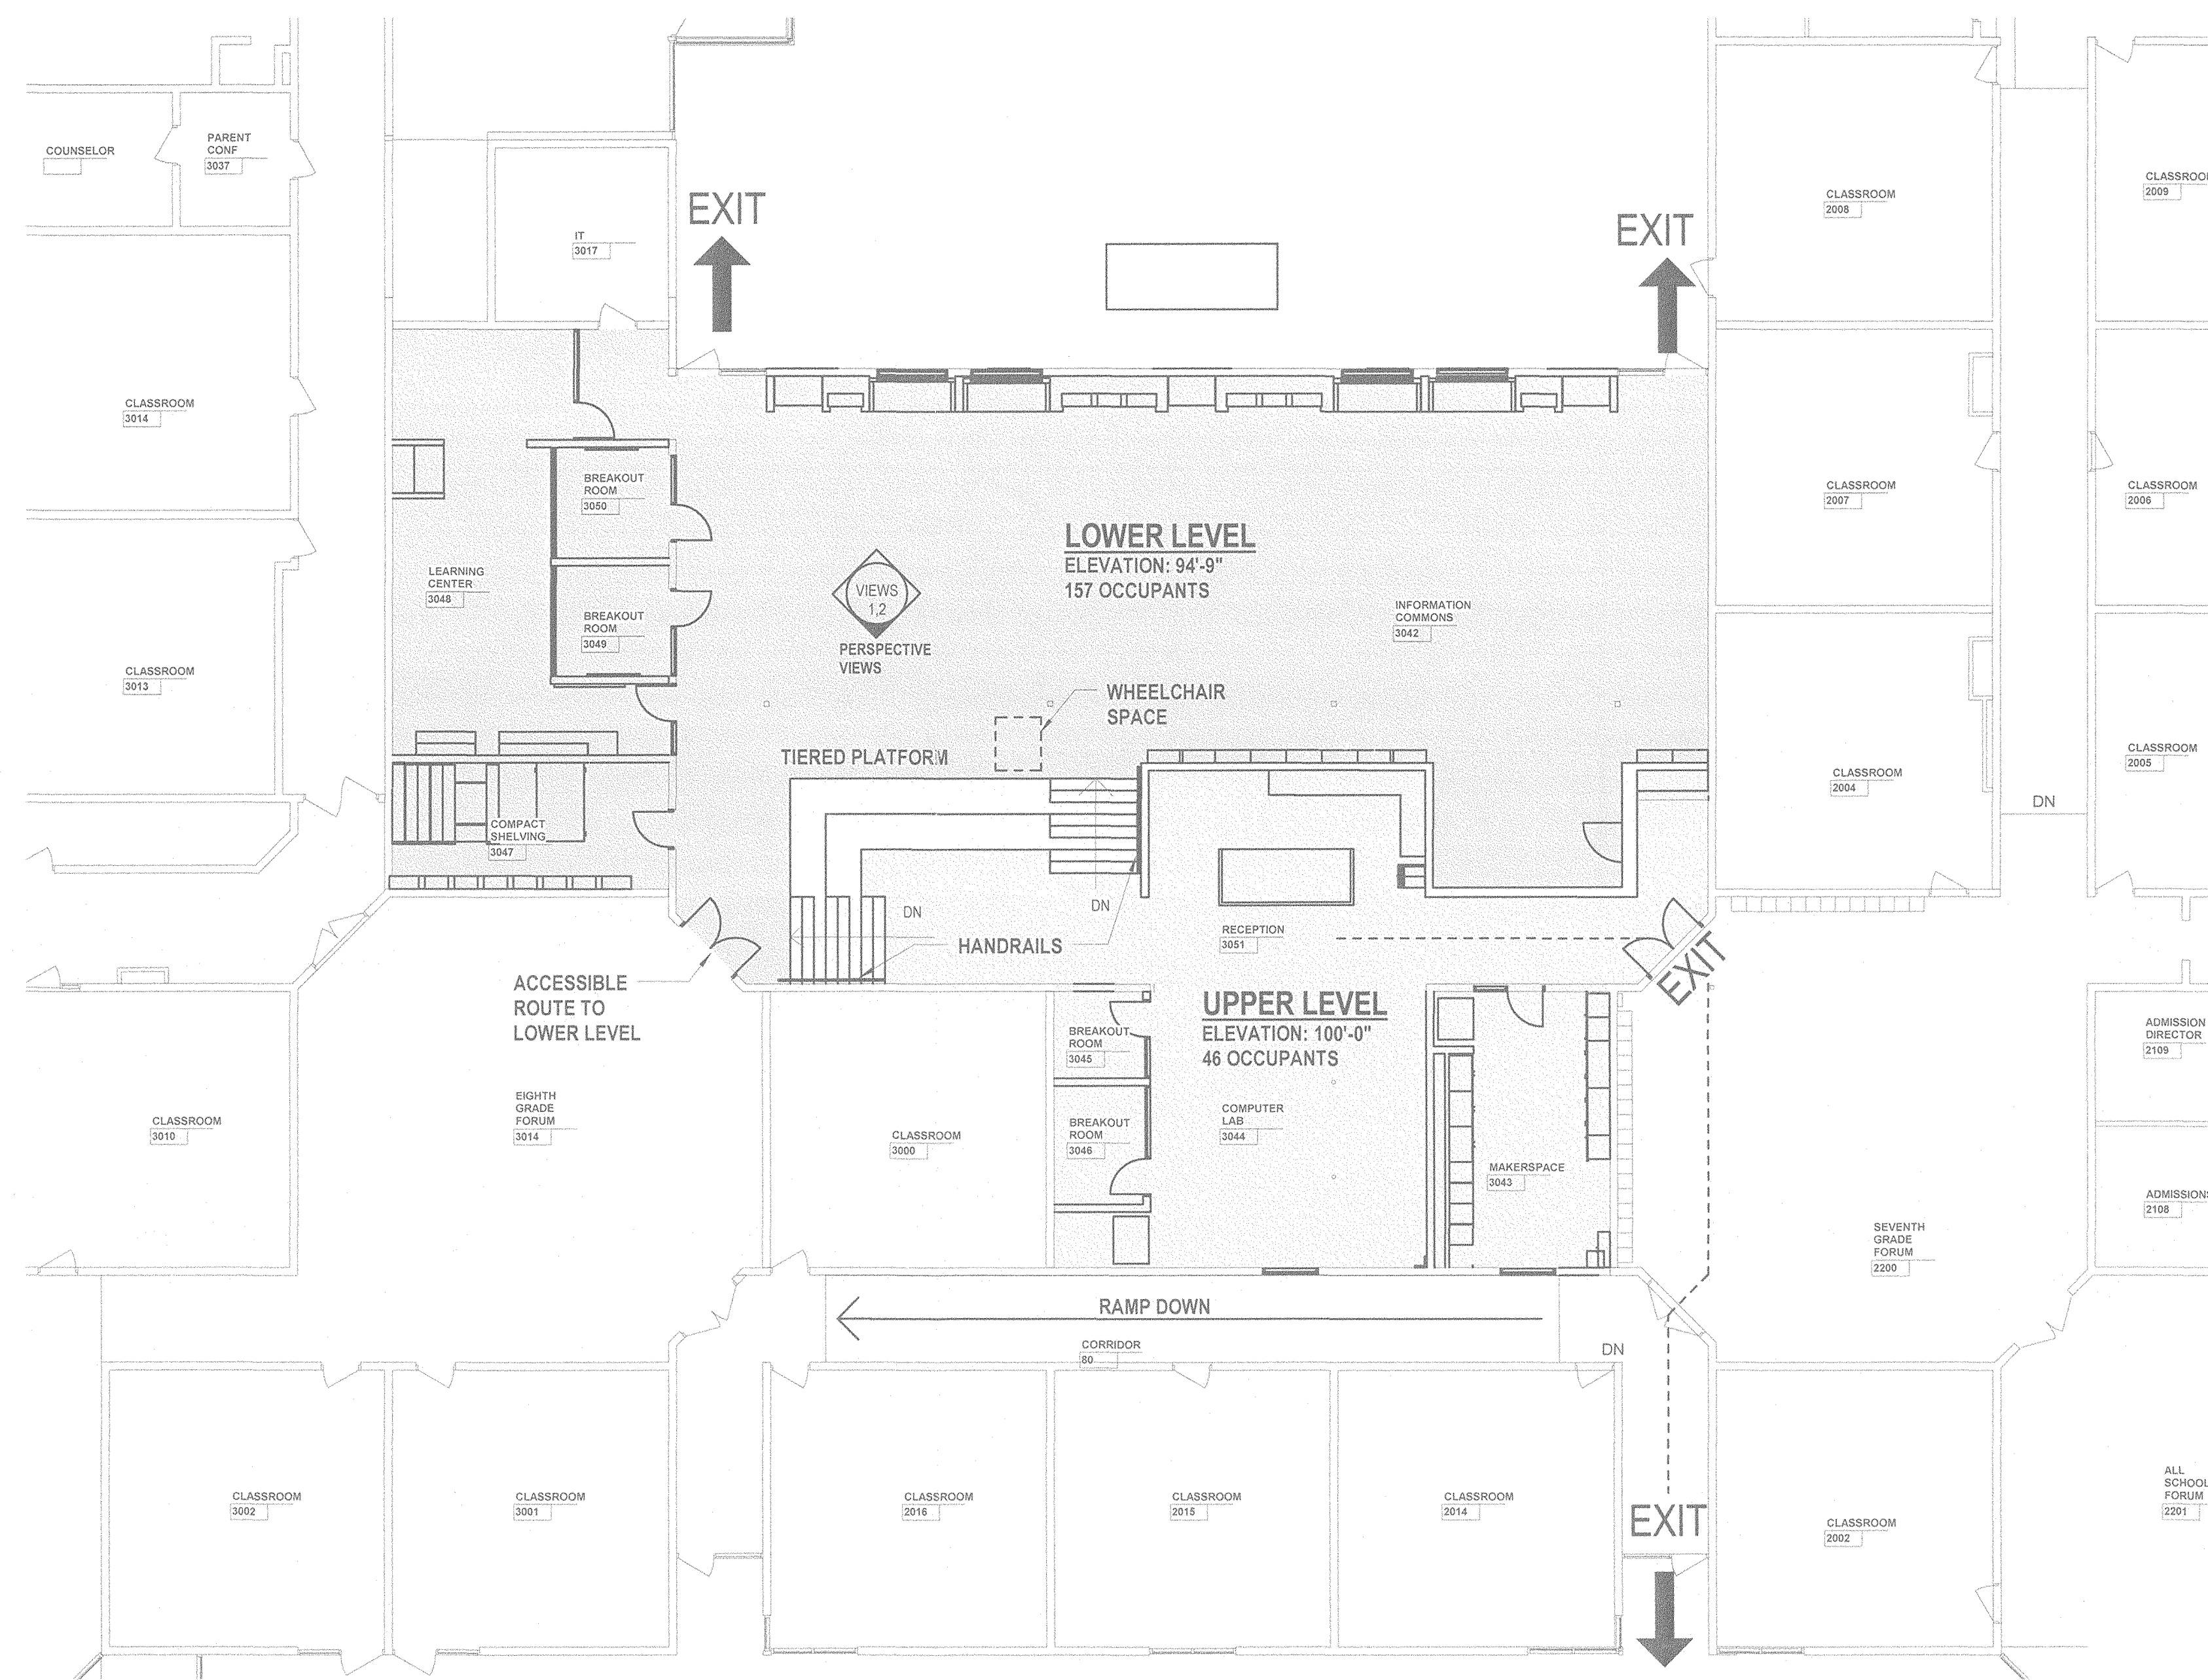 COUNSELOR
PARENT
CONF
3037
IT
3017
EXIT
EXIT
CLASSROOM
2008
2009
CLASSROOM
3014
CLASSROOM
3013
BREAKOUT
ROOM
3050
LEARNING
CENTER
3048
BREAKOUT
ROOM
3049
VIEWS
1,2
PERSPECTIVE
VIEWS
LOWER LEVEL
ELEVATION: 94'-9"
157 OCCUPANTS
INFORMATION
COMMONS
3042
CLASSROOM
2007
CLASSROOM
2006
WHEELCHAIR
SPACE
TIERED PLATFORM
CLASSROOM
2004
CLASSROOM
2005
DN
COMPACT
SHELVING
3047
DN
DN
HANDRAILS
RECEPTION
3051
EXIT
ACCESSIBLE
ROUTE TO
LOWER LEVEL
UPPER LEVEL
ELEVATION: 100'-0"
46 OCCUPANTS
BREAKOUT
ROOM
3045
BREAKOUT
ROOM
3046
COMPUTER
LAB
3044
MAKERSPACE
3043
CLASSROOM
3010
EIGHTH
GRADE
FORUM
3014
CLASSROOM
3000
ADMISSION
DIRECTOR
2109
ADMISSIONS
2108
SEVENTH
GRADE
FORUM
2200
RAMP DOWN
CORRIDOR
80
DN
CLASSROOM
3002
CLASSROOM
3001
CLASSROOM
2016
CLASSROOM
2015
CLASSROOM
2014
EXIT
CLASSROOM
2002
ALL
SCHOOL
FORUM
2201